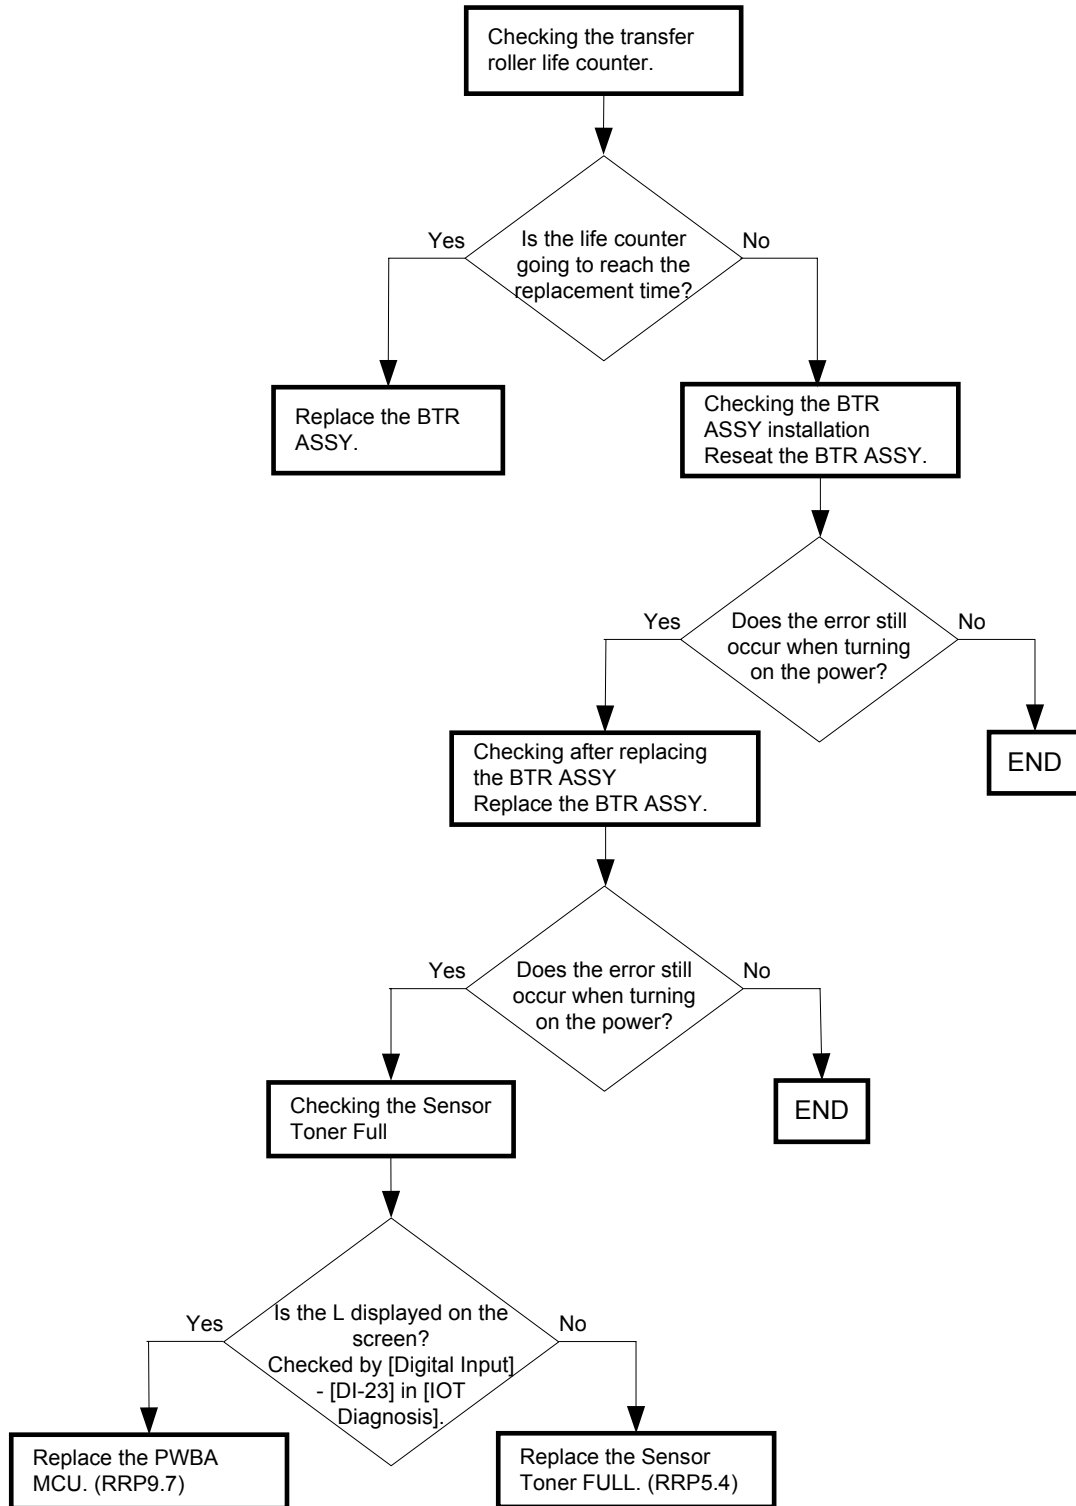 Checking the transfer
roller life counter.
Yes
Is the life counter
going to reach the
replacement time?
No
Replace the BTR
ASSY.
Checking the BTR
ASSY installation
Reseat the BTR ASSY.
Yes
Does the error still
occur when turning
on the power?
No
Checking after replacing
the BTR ASSY
Replace the BTR ASSY.
END
Yes
Does the error still
occur when turning
on the power?
No
Checking the Sensor
Toner Full
END
Yes
Is the L displayed on the
screen?
Checked by [Digital Input]
- [DI-23] in [IOT
Diagnosis].
No
Replace the PWBA
MCU. (RRP9.7)
Replace the Sensor
Toner FULL. (RRP5.4)